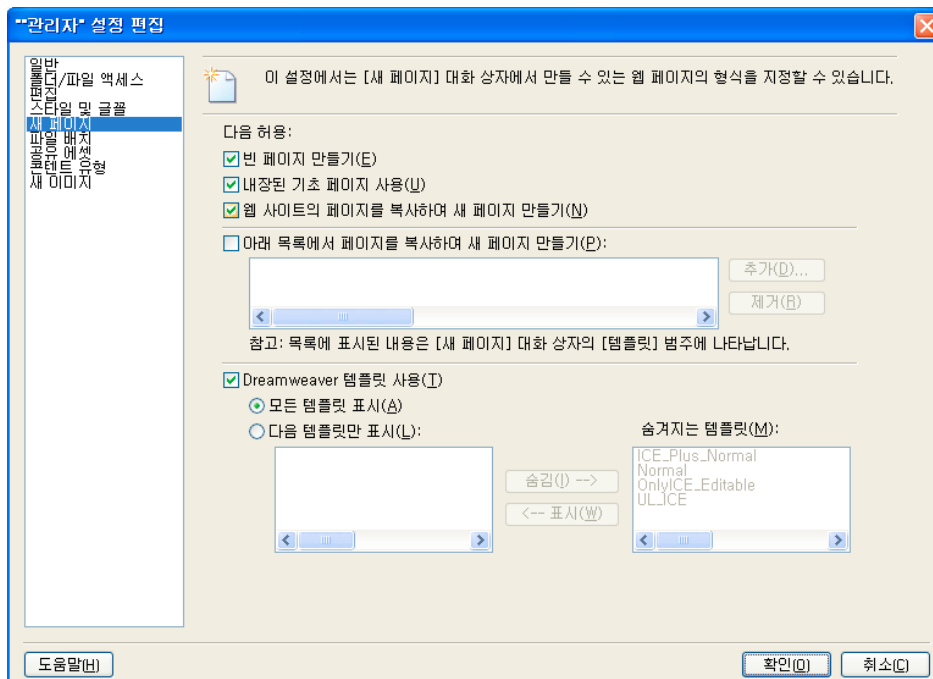 ""관리자" 설정 편집
일반
폴더/파일 액세스
편집
스타일 및 글꼴
새 페이지
파일 배치
공유 에셋
콘텐트 유형
새 이미지
이 설정에서는 [새 페이지] 대화 상자에서 만들 수 있는 웹 페이지의 형식을 지정할 수 있습니다.
다음 허용:
빈 페이지 만들기(E)
내장된 기초 페이지 사용(U)
웹 사이트의 페이지를 복사하여 새 페이지 만들기(N)
아래 목록에서 페이지를 복사하여 새 페이지 만들기(P):
추가(D)...
제거(R)
참고: 목록에 표시된 내용은 [새 페이지] 대화 상자의 [템플릿] 범주에 나타납니다.
Dreamweaver 템플릿 사용(T)
모든 템플릿 표시(A)
다음 템플릿만 표시(L):
숨겨지는 템플릿(M):
숨김(I) -->
<-- 표시(W)
ICE_Plus_Normal
Normal
OnlyICE_Editable
UL_ICE
도움말(H)
확인(O)
취소(C)